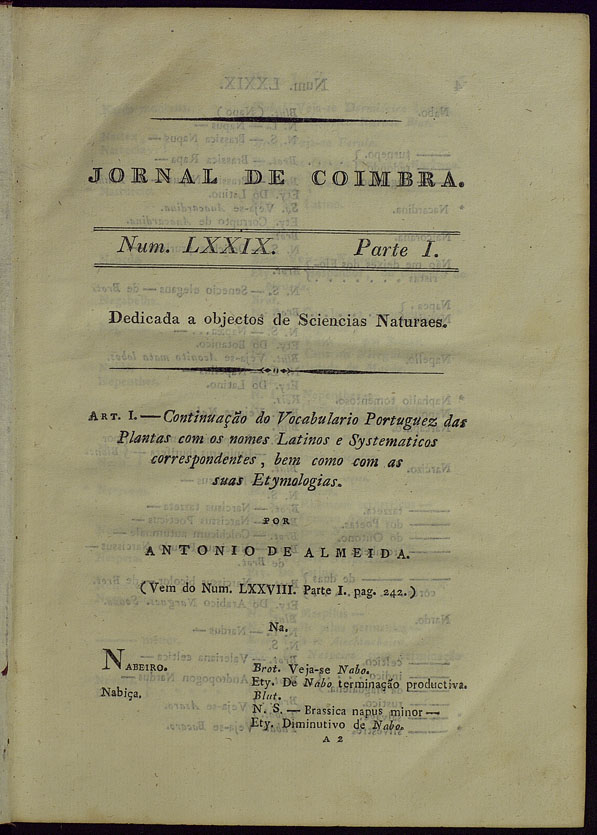 JORNAL DE COIMBRA.
Num. LXXIX. Parte I.
Dedicada a objectos de Sciencias Naturaes.
ART. I. — Continuação do Vocabulario Portuguez das
Plantas com os nomes Latinos e Systematicos
correspondentes, bem como com as
suas Etymologias.
POR
ANTONIO DE ALMEIDA.
(Vem do Num. LXXVIII. Parte I. pag. 242.)
Na.
NABEIRO. Brot. Veja-se Nabo.
Ety. De Nabo terminação productiva.
Nabiça. Blut.
N. S. — Brassica napus minor —
Ety. Diminutivo de Nabo.
A 2